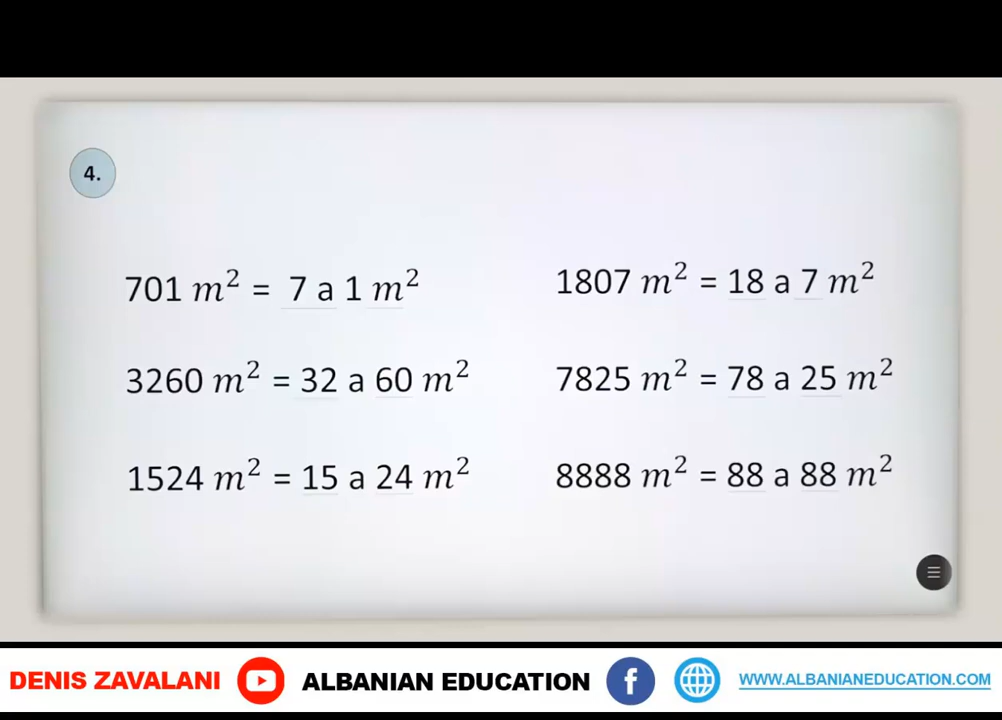 4.
701 m² = 7 a 1 m²
1807 m² = 18 a 7 m²
3260 m² = 32 a 60 m²
7825 m² = 78 a 25 m²
1524 m² = 15 a 24 m²
8888 m² = 88 a 88 m²
DENIS ZAVALANI ALBANIAN EDUCATION f WWW.ALBANIANEDUCATION.COM